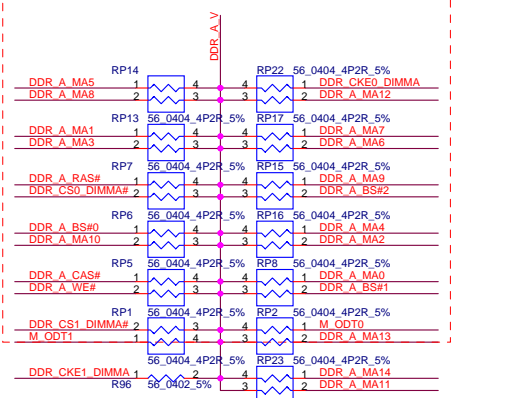 DDR_A_V
RP14 RP22 56_0404_4P2R_5%
DDR_A_MA5 1 4 4 1 DDR_CKE0_DIMMA
DDR_A_MA8 2 3 3 2 DDR_A_MA12
RP13 56_0404_4P2R_5% RP17 56_0404_4P2R_5%
DDR_A_MA1 1 4 4 1 DDR_A_MA7
DDR_A_MA3 2 3 3 2 DDR_A_MA6
RP7 56_0404_4P2R_5% RP15 56_0404_4P2R_5%
DDR_A_RAS# 1 4 4 1 DDR_A_MA9
DDR_CS0_DIMMA# 2 3 3 2 DDR_A_BS#2
RP6 56_0404_4P2R_5% RP16 56_0404_4P2R_5%
DDR_A_BS#0 1 4 4 1 DDR_A_MA4
DDR_A_MA10 2 3 3 2 DDR_A_MA2
RP5 56_0404_4P2R_5% RP8 56_0404_4P2R_5%
DDR_A_CAS# 1 4 4 1 DDR_A_MA0
DDR_A_WE# 2 3 3 2 DDR_A_BS#1
RP1 56_0404_4P2R_5% RP2 56_0404_4P2R_5%
DDR_CS1_DIMMA# 2 3 4 1 M_ODT0
M_ODT1 1 4 3 2 DDR_A_MA13
56_0404_4P2R_5% RP23 56_0404_4P2R_5%
DDR_CKE1_DIMMA 1 2 4 1 DDR_A_MA14
R96 56_0402_5% 3 2 DDR_A_MA11